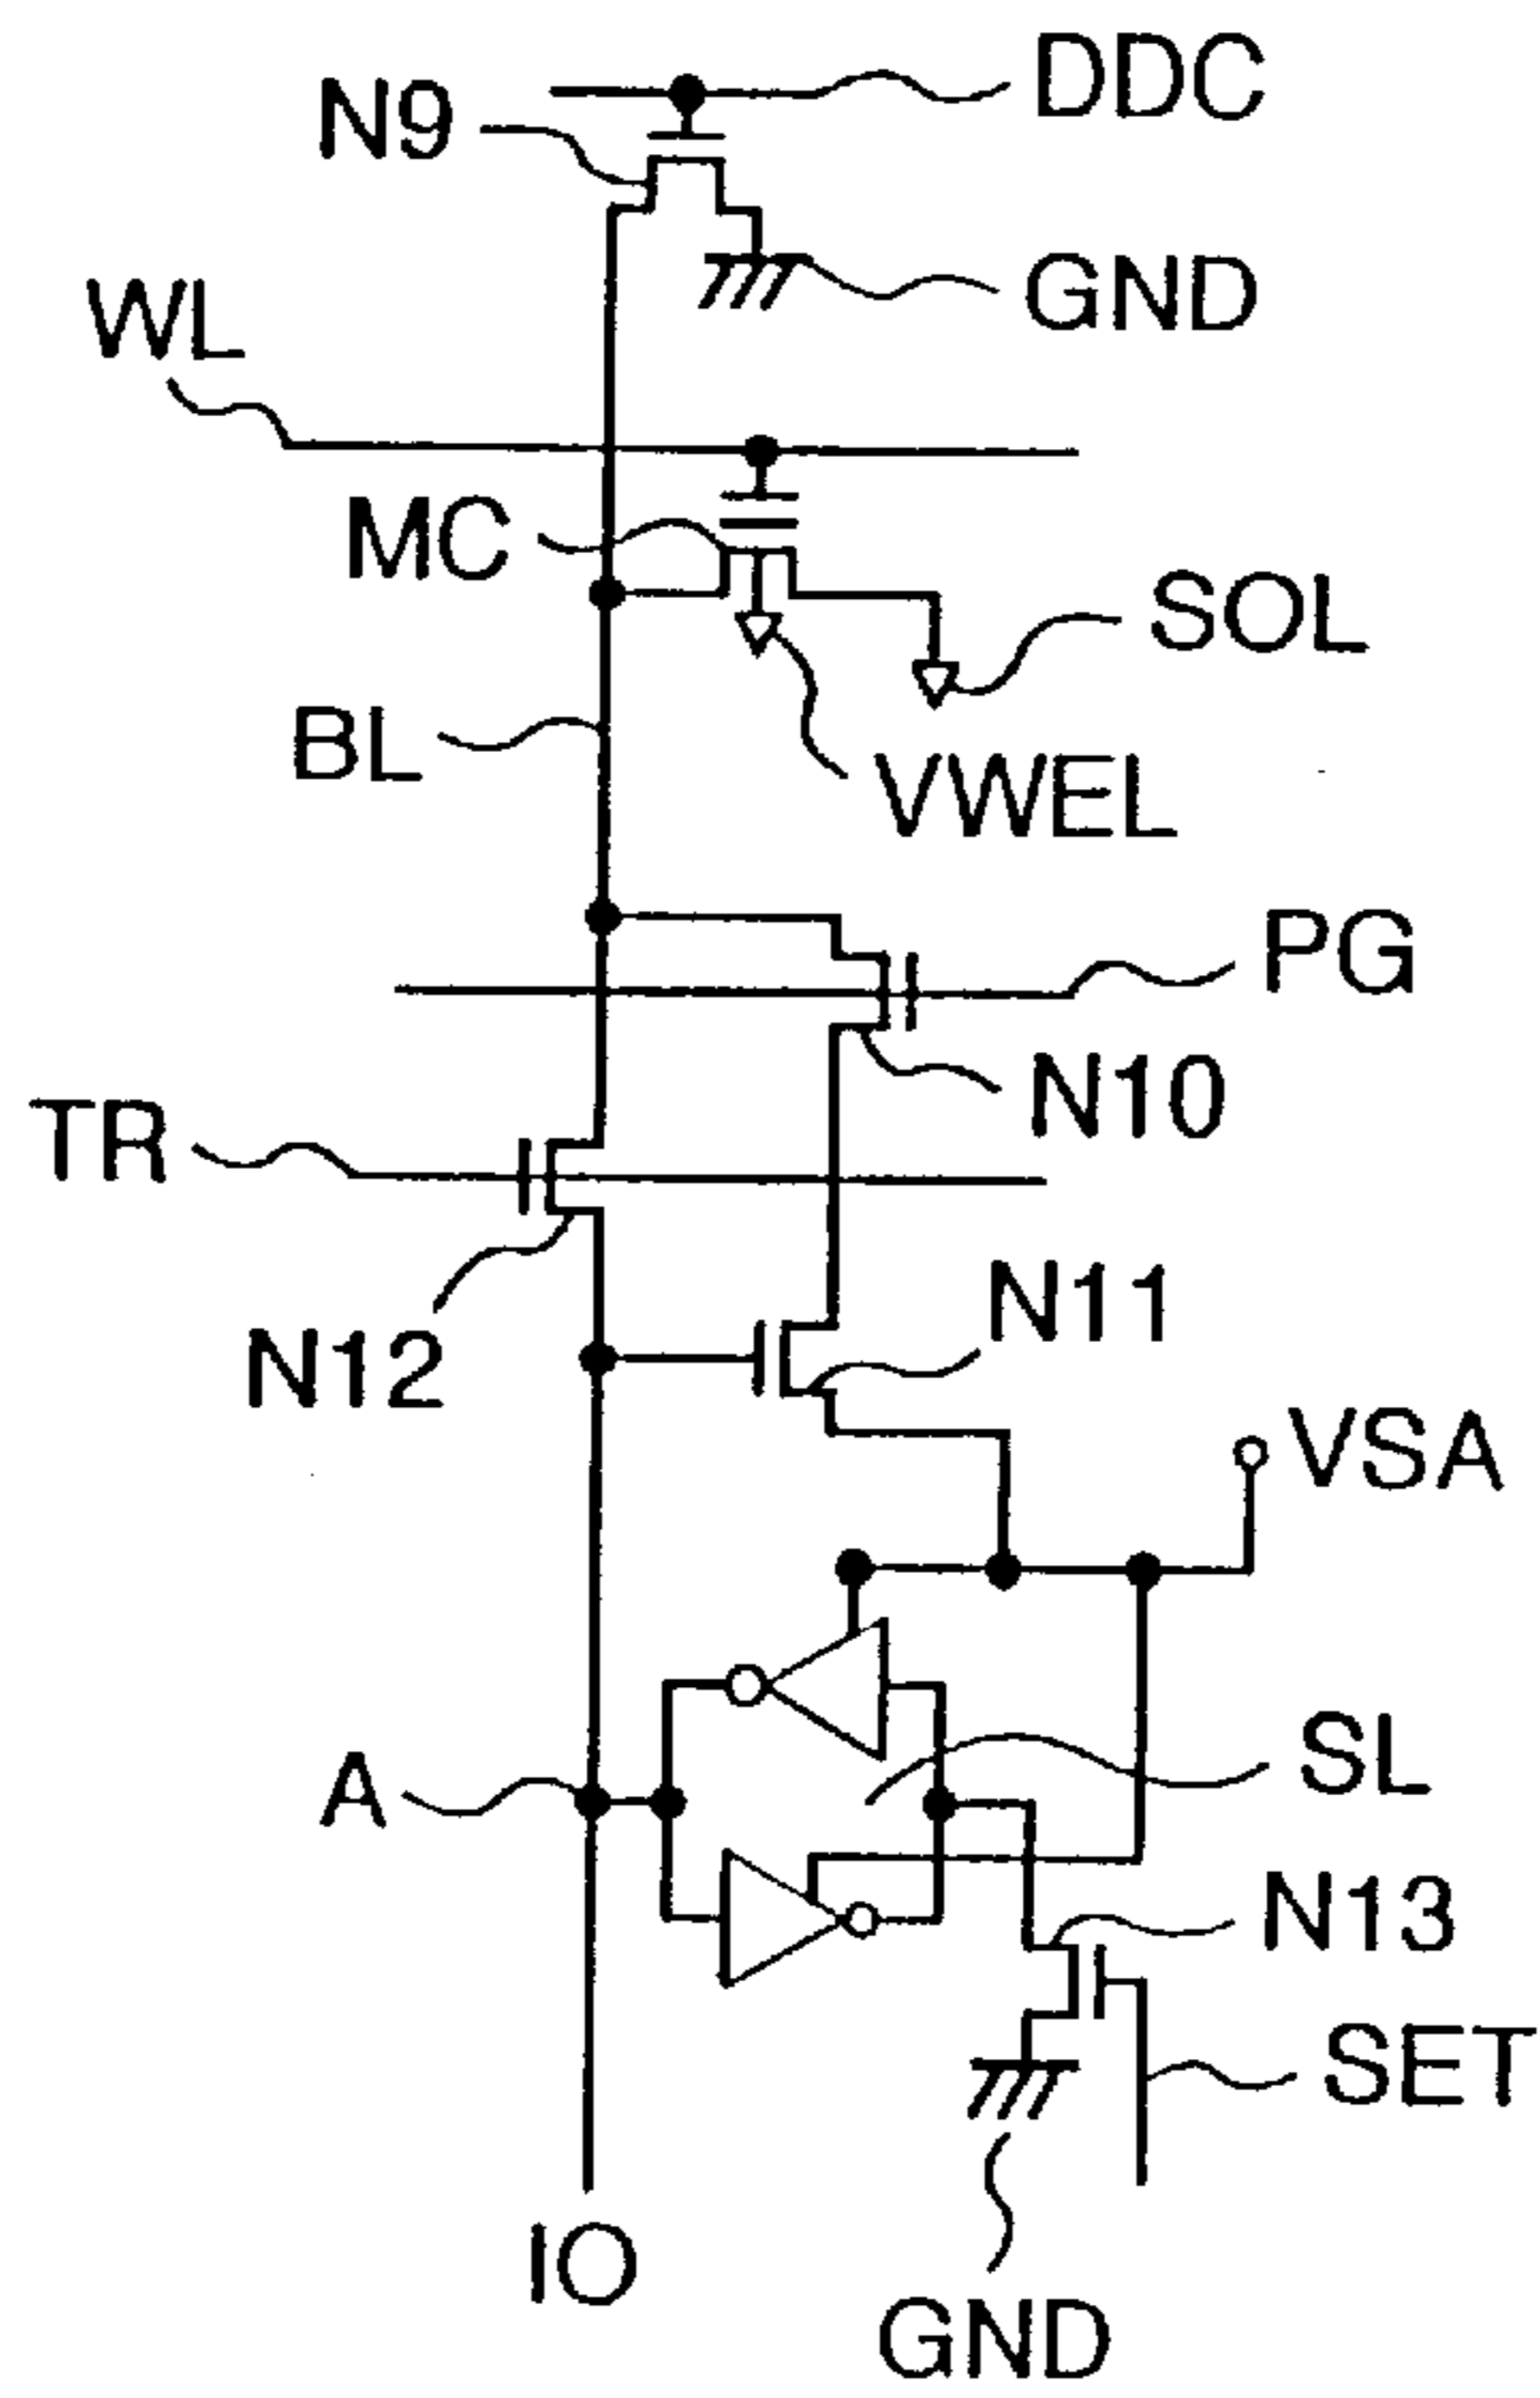 DDC
N9
GND
WL
MC
SOL
BL
VWEL
PG
N10
TR
N11
N12
VSA
SL
A
N13
SET
IO
GND